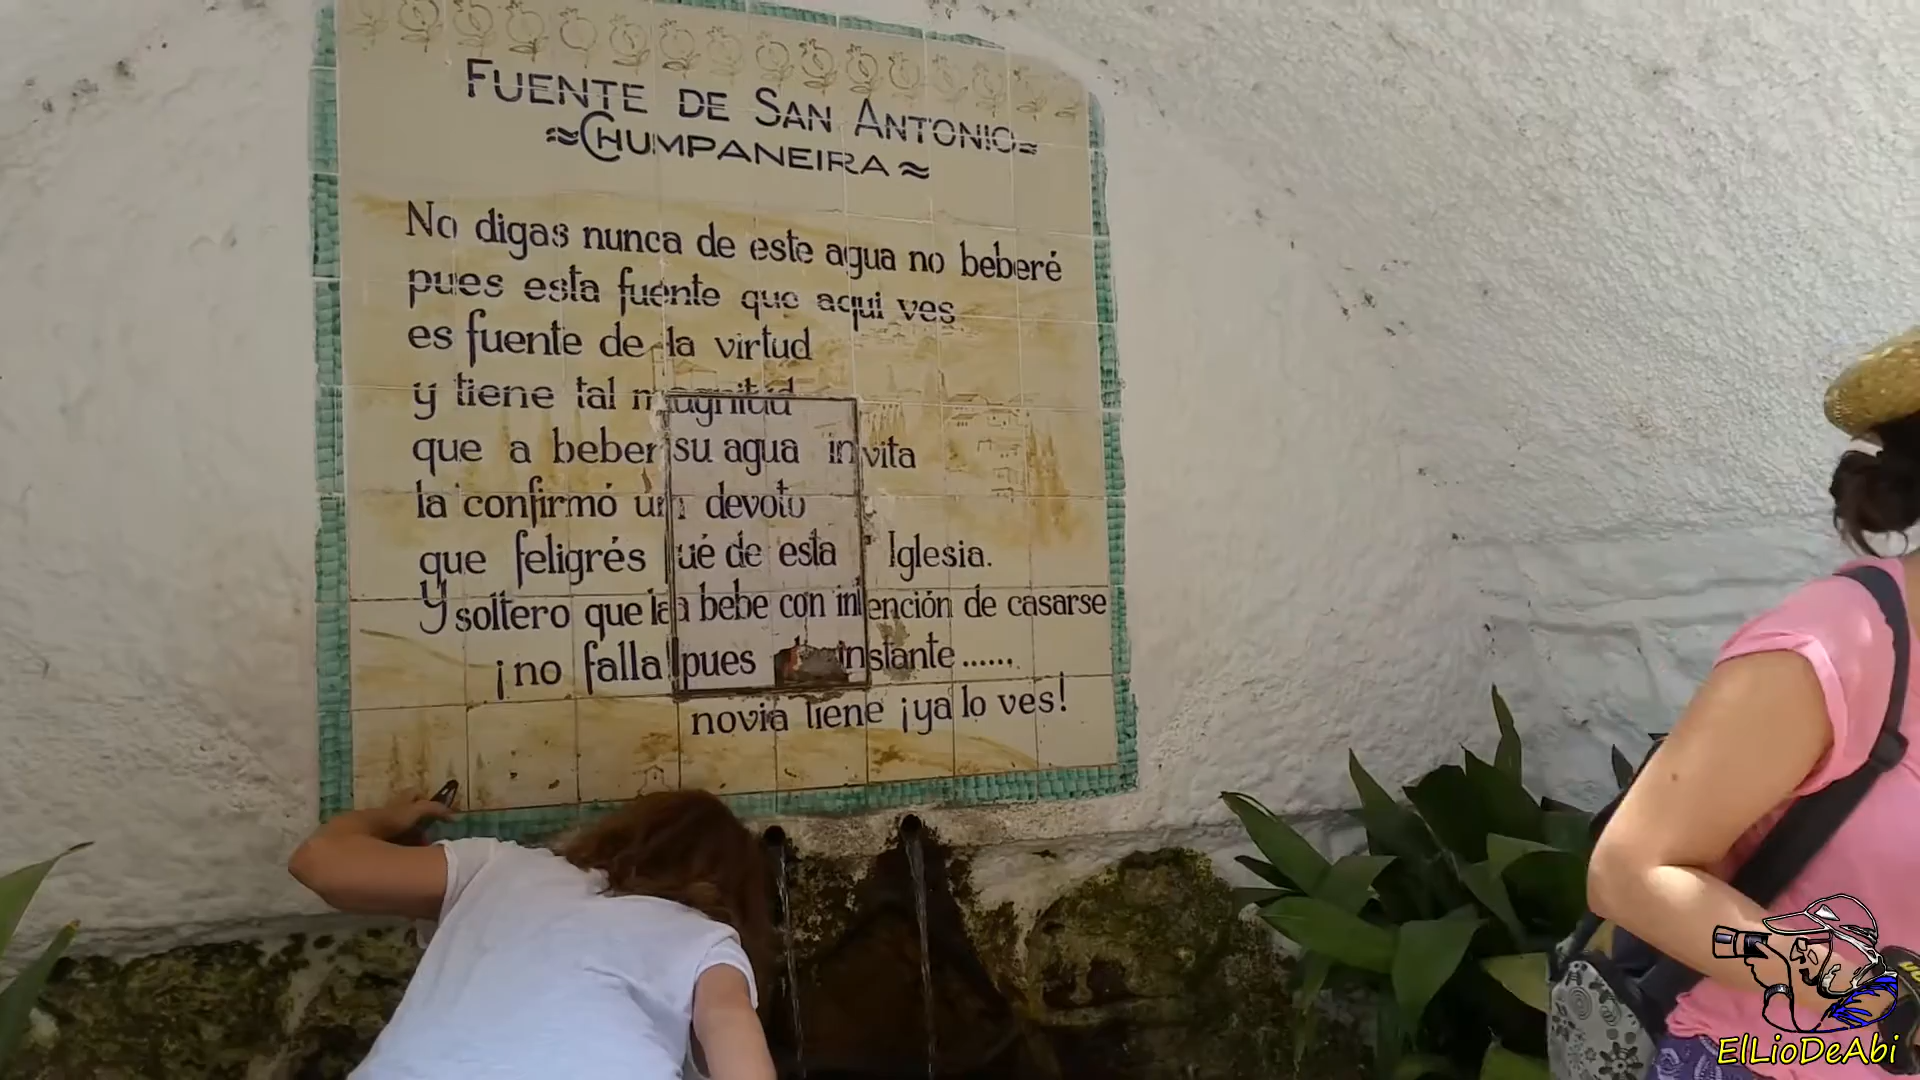 FUENTE DE SAN ANTONIO
CHUMPANEIRA
No digas nunca de este agua no beberé
pues esta fuente que aqui ves
es fuente de la virtud
y tiene tal magnitud
que a beber su agua invita
la confirmó un devoto
que feligrés fué de esta Iglesia.
Y soltero que la bebe con intención de casarse
¡no falla! pues instante......
novia tiene ¡ya lo ves!
ElLioDeAbi